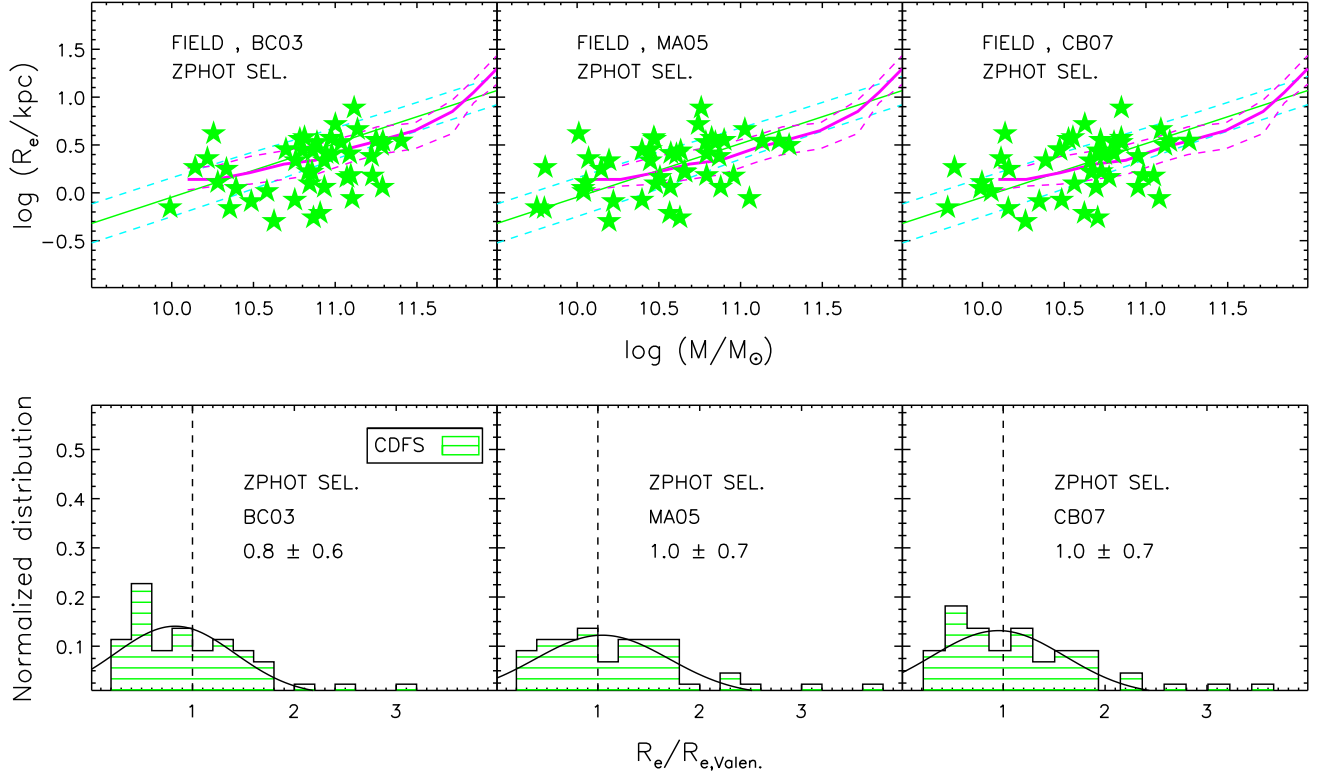 FIELD , BC03
ZPHOT SEL.
FIELD , MA05
ZPHOT SEL.
FIELD , CB07
ZPHOT SEL.
log (Re/kpc)
1.5
1.0
0.5
0.0
−0.5
10.0 10.5 11.0 11.5
10.0 10.5 11.0 11.5
10.0 10.5 11.0 11.5
log (M/M⊙)
Normalized distribution
0.5
0.4
0.3
0.2
0.1
CDFS
ZPHOT SEL.
BC03
0.8 ± 0.6
ZPHOT SEL.
MA05
1.0 ± 0.7
ZPHOT SEL.
CB07
1.0 ± 0.7
1 2 3
1 2 3
1 2 3
Re/Re,Valen.